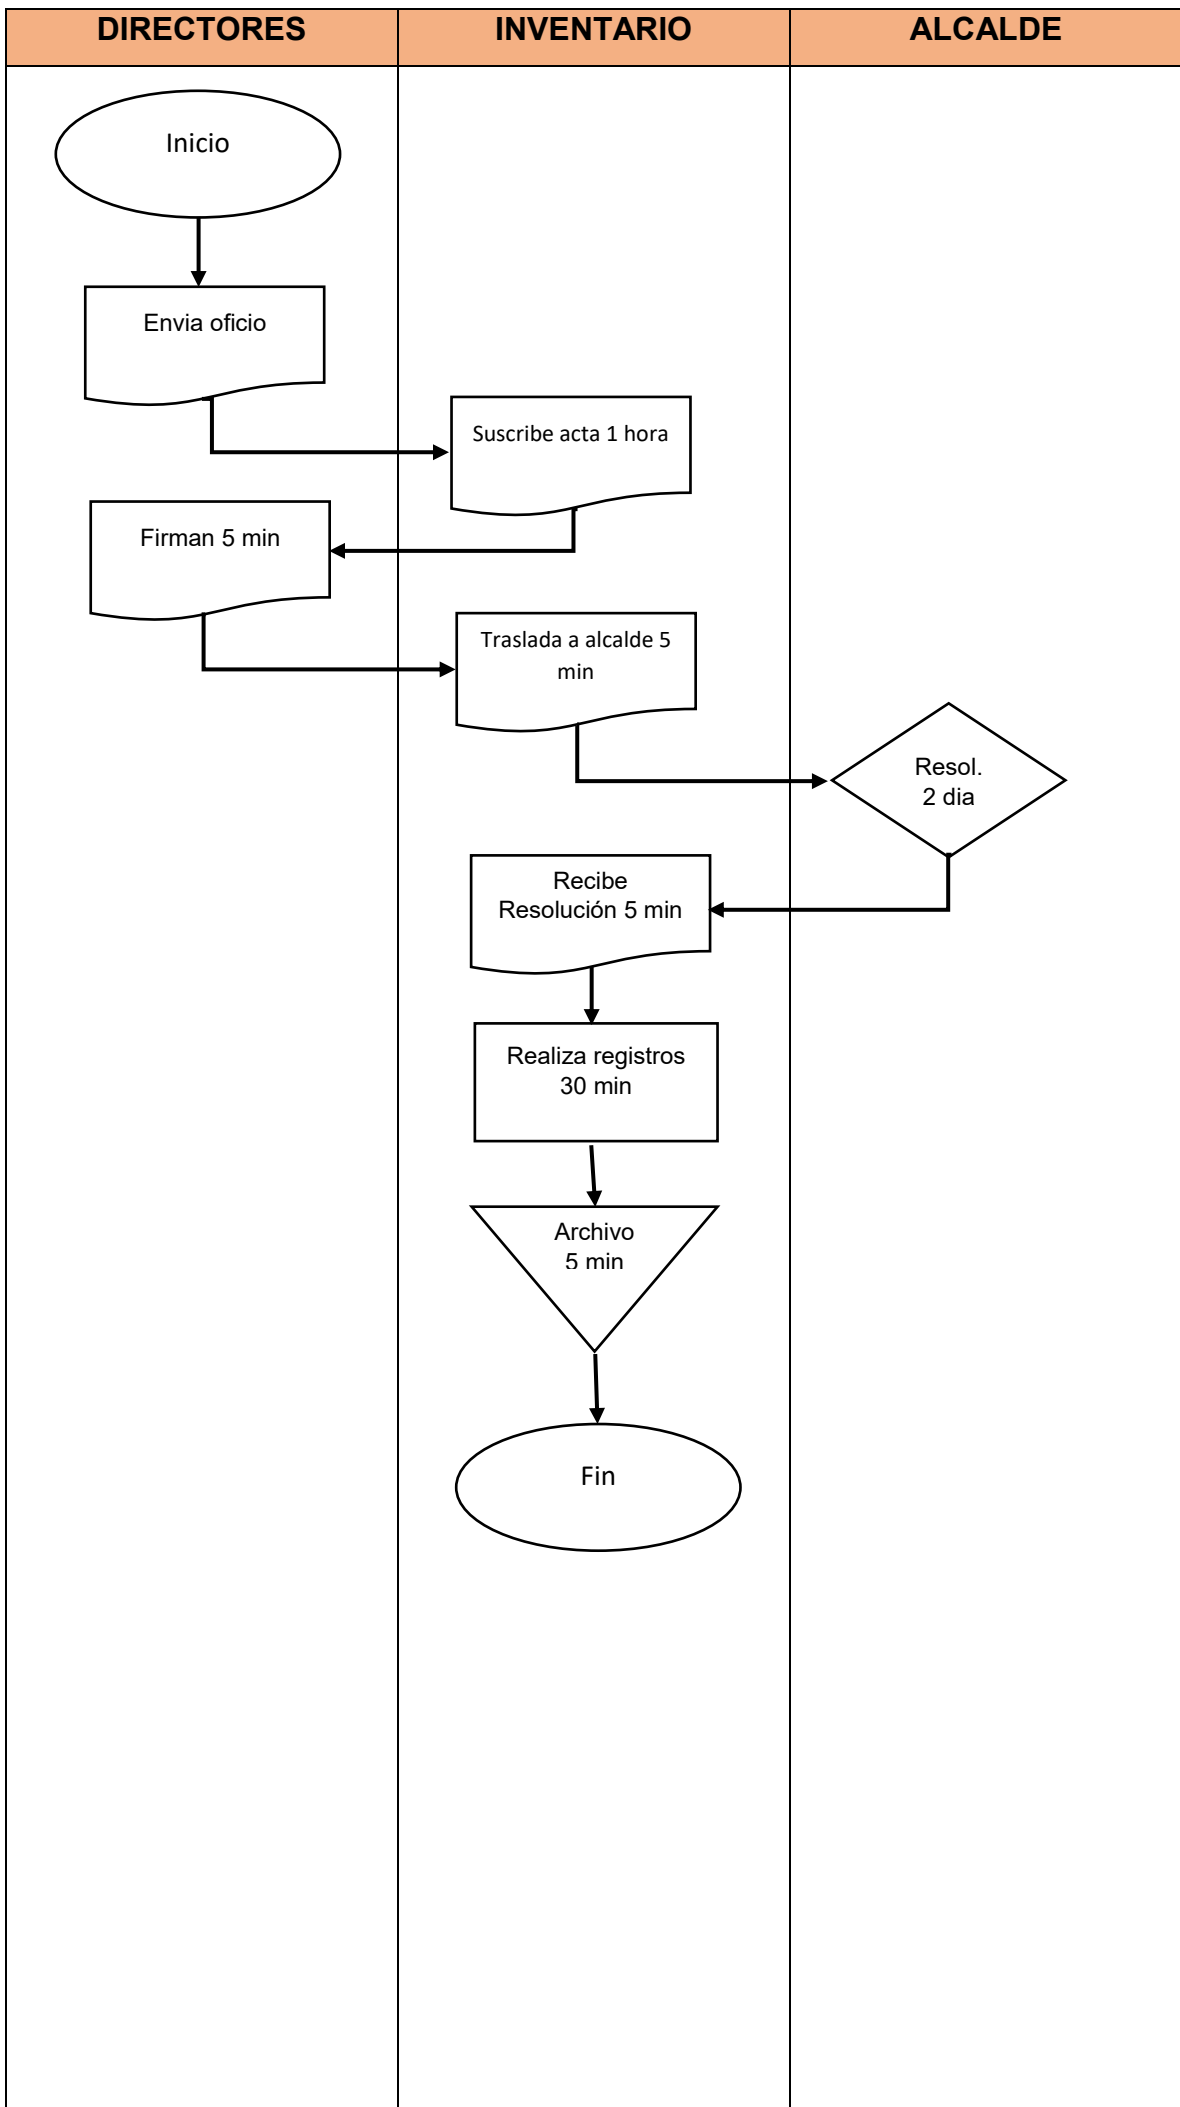 DIRECTORES
INVENTARIO
ALCALDE
Inicio
Envia oficio
Suscribe acta 1 hora
Firman 5 min
Traslada a alcalde 5
min
Resol.
2 dia
Recibe
Resolución 5 min
Realiza registros
30 min
Archivo
5 min
Fin